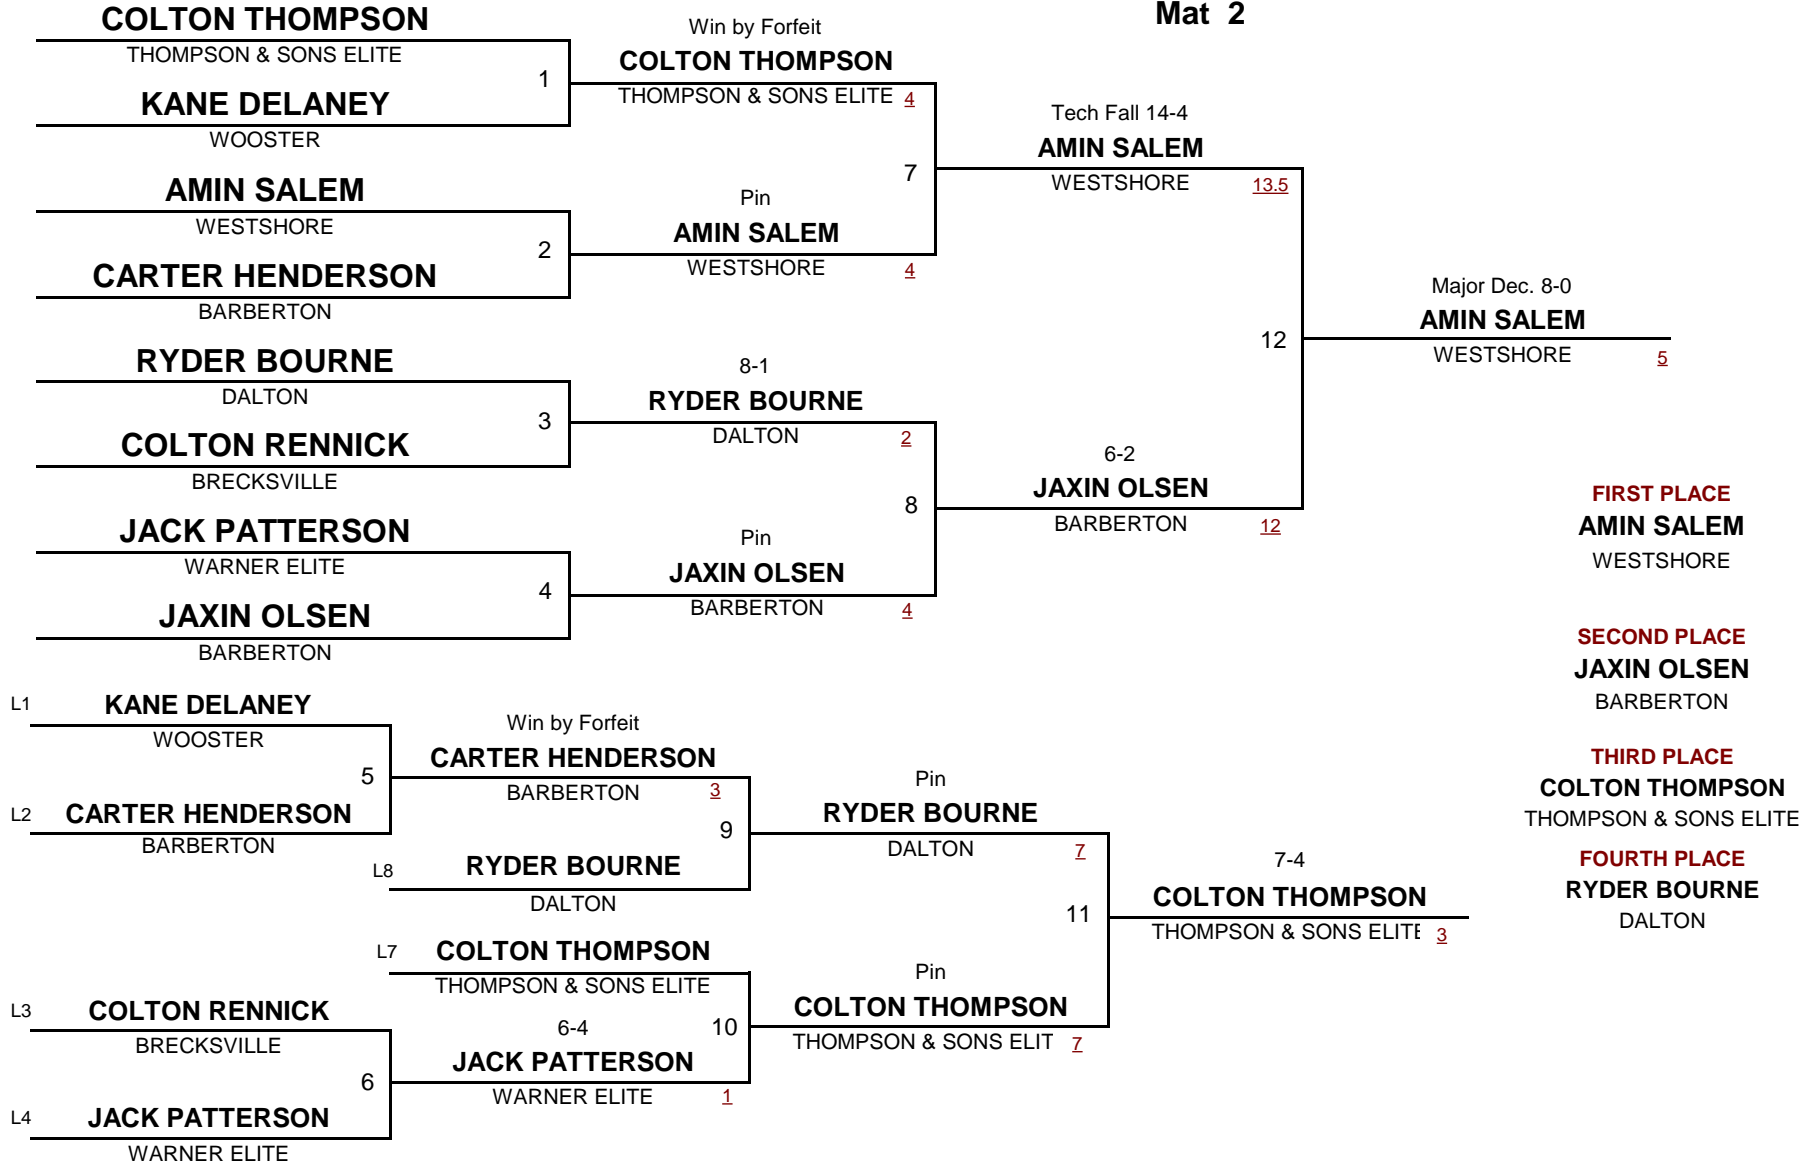 Mat 2
COLTON THOMPSON
THOMPSON & SONS ELITE
1
KANE DELANEY
WOOSTER
AMIN SALEM
WESTSHORE
2
CARTER HENDERSON
BARBERTON
RYDER BOURNE
DALTON
3
COLTON RENNICK
BRECKSVILLE
JACK PATTERSON
WARNER ELITE
4
JAXIN OLSEN
BARBERTON
Win by Forfeit
COLTON THOMPSON
THOMPSON & SONS ELITE 4
7
Pin
AMIN SALEM
WESTSHORE 4
8-1
RYDER BOURNE
DALTON 2
8
Pin
JAXIN OLSEN
BARBERTON 4
Tech Fall 14-4
AMIN SALEM
WESTSHORE 13.5
12
6-2
JAXIN OLSEN
BARBERTON 12
Major Dec. 8-0
AMIN SALEM
WESTSHORE 5
FIRST PLACE
AMIN SALEM
WESTSHORE
SECOND PLACE
JAXIN OLSEN
BARBERTON
THIRD PLACE
COLTON THOMPSON
THOMPSON & SONS ELITE
FOURTH PLACE
RYDER BOURNE
DALTON
L1 KANE DELANEY
WOOSTER
5
L2 CARTER HENDERSON
BARBERTON
Win by Forfeit
CARTER HENDERSON
BARBERTON 3
9
L8 RYDER BOURNE
DALTON
L7 COLTON THOMPSON
THOMPSON & SONS ELITE
L3 COLTON RENNICK
BRECKSVILLE
6
L4 JACK PATTERSON
WARNER ELITE
6-4
10
JACK PATTERSON
WARNER ELITE 1
Pin
RYDER BOURNE
DALTON 7
11
Pin
COLTON THOMPSON
THOMPSON & SONS ELIT 7
7-4
COLTON THOMPSON
THOMPSON & SONS ELITE 3